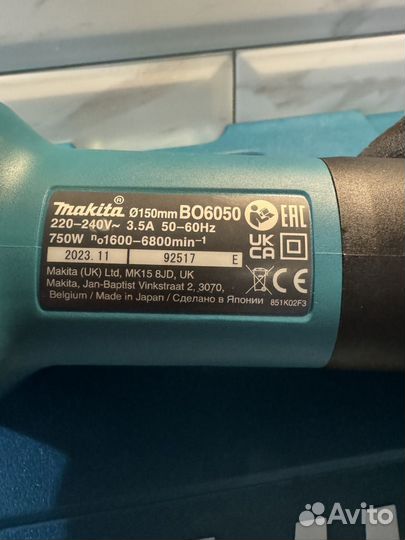 makita® Ø150mm BO6050
220-240V~ 3.5A 50-60Hz
750W n₀1600-6800min⁻¹
2023.11 92517 E
Makita (UK) Ltd, MK15 8JD, UK
Makita, Jan-Baptist Vinkstraat 2, 3070,
Belgium / Made in Japan / Сделано в Японии
EAC
UK
CA
CE
851K02F3
Avito